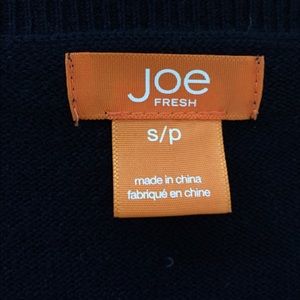 Joe
FRESH
s/p
made in china
fabriqué en chine